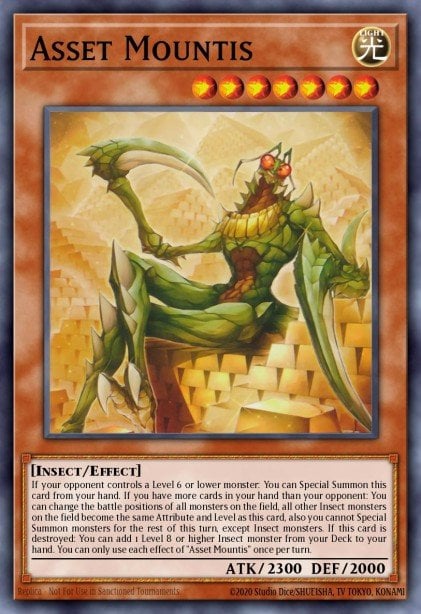 ASSET MOUNTIS
LIGHT
光
[INSECT/EFFECT]
If your opponent controls a Level 6 or lower monster: You can Special Summon this
card from your hand. If you have more cards in your hand than your opponent: You
can change the battle positions of all monsters on the field, all other Insect monsters
on the field become the same Attribute and Level as this card, also you cannot Special
Summon monsters for the rest of this turn, except Insect monsters. If this card is
destroyed: You can add 1 Level 8 or higher Insect monster from your Deck to your
hand. You can only use each effect of "Asset Mountis" once per turn.
ATK/2300 DEF/2000
Replica - Not For Use in Sanctioned Tournaments
©2020 Studio Dice/SHUEISHA, TV TOKYO, KONAMI